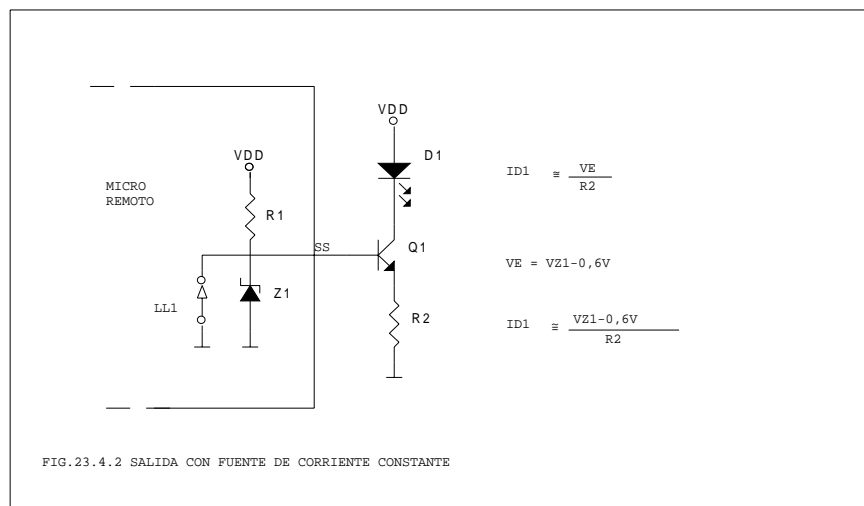 VDD
D1
ID1 ≅ VE
R2
VDD
MICRO
REMOTO
R1
SS
Q1
VE = VZ1-0,6V
Z1
LL1
R2
ID1 ≅ VZ1-0,6V
R2
FIG.23.4.2 SALIDA CON FUENTE DE CORRIENTE CONSTANTE